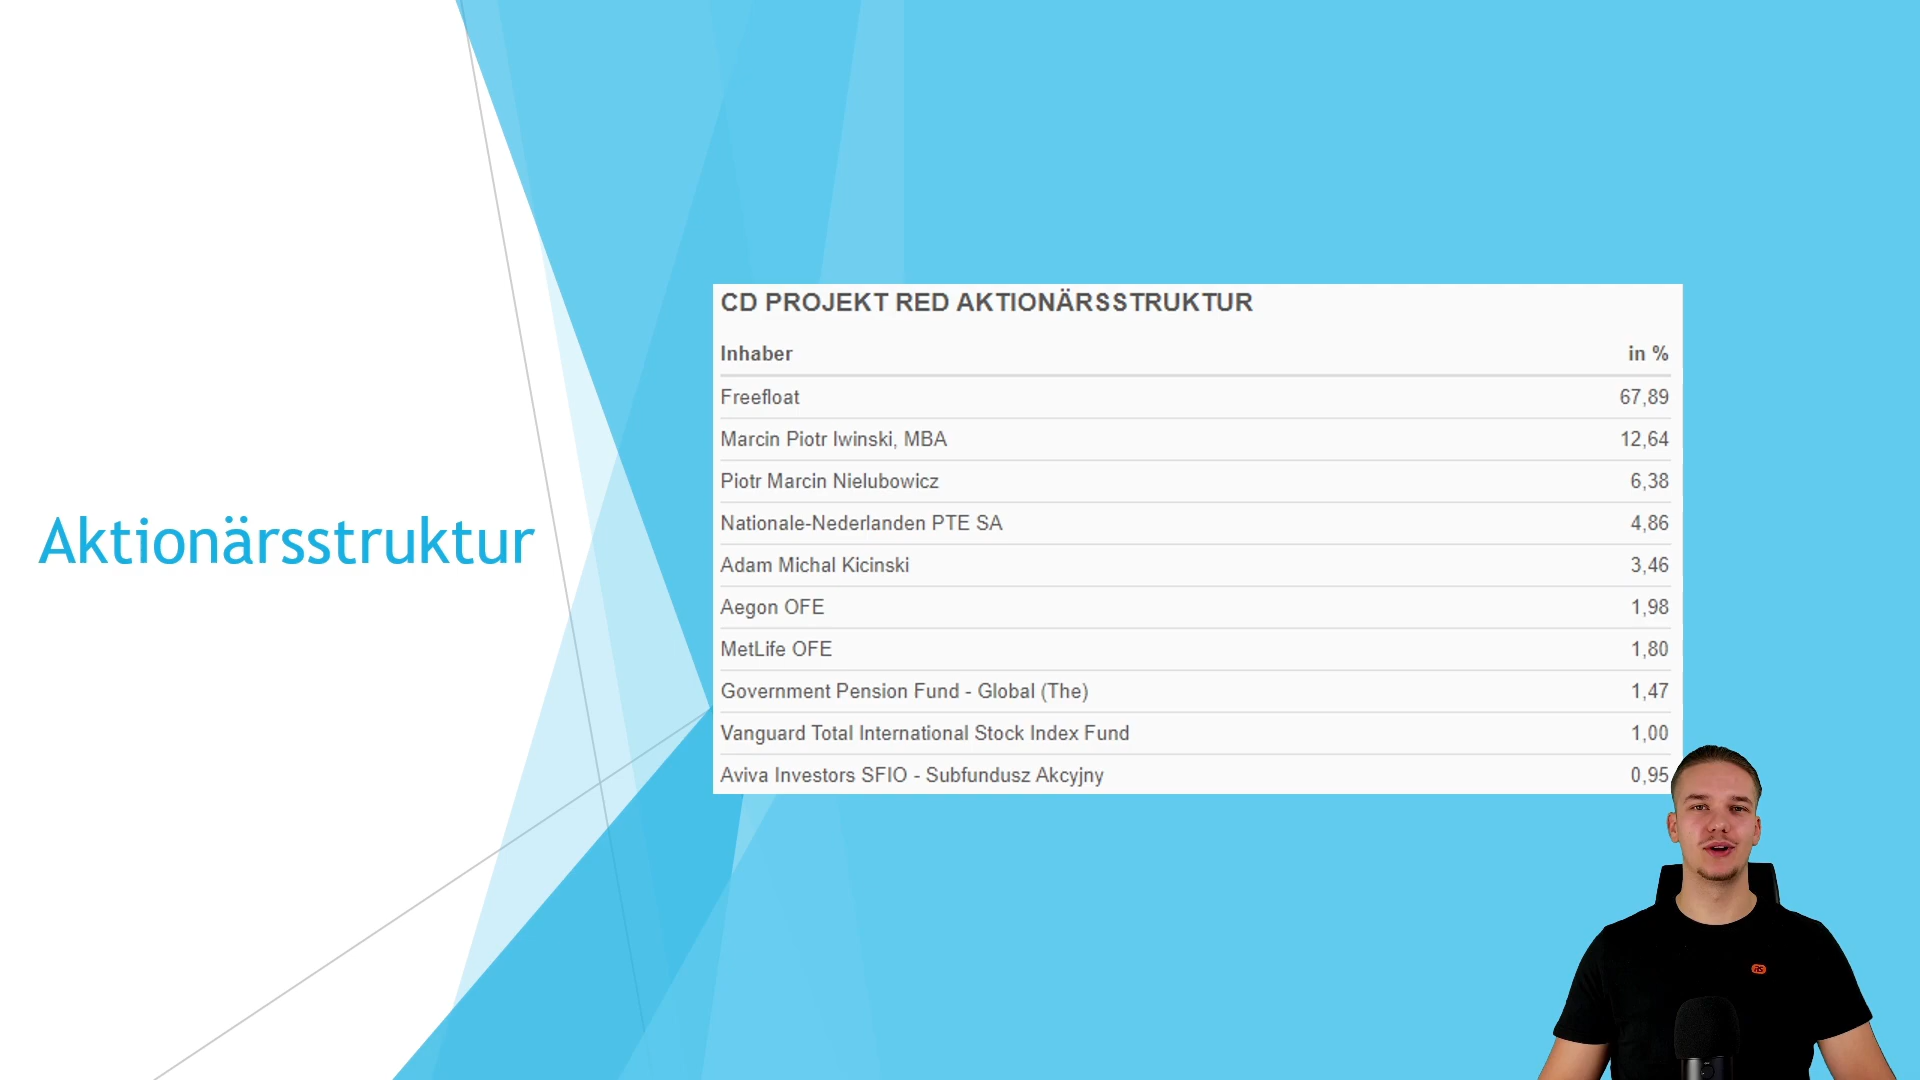 Aktionärsstruktur
CD PROJEKT RED AKTIONÄRSSTRUKTUR
Inhaber in %
Freefloat 67,89
Marcin Piotr Iwinski, MBA 12,64
Piotr Marcin Nielubowicz 6,38
Nationale-Nederlanden PTE SA 4,86
Adam Michal Kicinski 3,46
Aegon OFE 1,98
MetLife OFE 1,80
Government Pension Fund - Global (The) 1,47
Vanguard Total International Stock Index Fund 1,00
Aviva Investors SFIO - Subfundusz Akcyjny 0,95